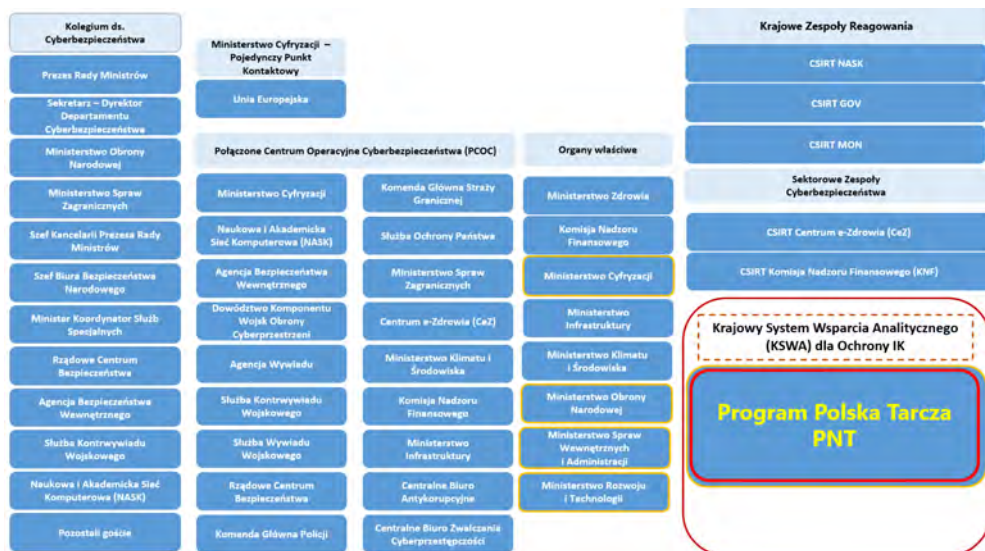 Kolegium ds.
Cyberbezpieczeństwa
Prezes Rady Ministrów
Sekretarz – Dyrektor
Departamentu
Cyberbezpieczeństwa
Ministerstwo Obrony
Narodowej
Ministerstwo Spraw
Zagranicznych
Szef Kancelarii Prezesa Rady
Ministrów
Szef Biura Bezpieczeństwa
Narodowego
Minister Koordynator Służb
Specjalnych
Rządowe Centrum
Bezpieczeństwa
Agencja Bezpieczeństwa
Wewnętrznego
Służba Kontrwywiadu
Wojskowego
Naukowa i Akademicka Sieć
Komputerowa (NASK)
Pozostali goście
Ministerstwo Cyfryzacji –
Pojedynczy Punkt
Kontaktowy
Unia Europejska
Połączone Centrum Operacyjne Cyberbezpieczeństwa (PCOC)
Ministerstwo Cyfryzacji
Naukowa i Akademicka
Sieć Komputerowa (NASK)
Agencja Bezpieczeństwa
Wewnętrznego
Dowództwo Komponentu
Wojsk Obrony
Cyberprzestrzeni
Agencja Wywiadu
Służba Kontrwywiadu
Wojskowego
Służba Wywiadu
Wojskowego
Rządowe Centrum
Bezpieczeństwa
Komenda Główna Policji
Komenda Główna Straży
Granicznej
Służba Ochrony Państwa
Ministerstwo Spraw
Zagranicznych
Centrum e-Zdrowia (CeZ)
Ministerstwo Klimatu i
Środowiska
Komisja Nadzoru
Finansowego
Ministerstwo
Infrastruktury
Centralne Biuro
Antykorupcyjne
Centralne Biuro Zwalczania
Cyberprzestępczości
Organy właściwe
Ministerstwo Zdrowia
Komisja Nadzoru
Finansowego
Ministerstwo Cyfryzacji
Ministerstwo
Infrastruktury
Ministerstwo Klimatu
i Środowiska
Ministerstwo Obrony
Narodowej
Ministerstwo Spraw
Wewnętrznych
i Administracji
Ministerstwo Rozwoju
i Technologii
Krajowe Zespoły Reagowania
CSIRT NASK
CSIRT GOV
CSIRT MON
Sektorowe Zespoły
Cyberbezpieczeństwa
CSIRT Centrum e-Zdrowia (CeZ)
CSIRT Komisja Nadzoru Finansowego (KNF)
Krajowy System Wsparcia Analitycznego
(KSWA) dla Ochrony IK
Program Polska Tarcza
PNT